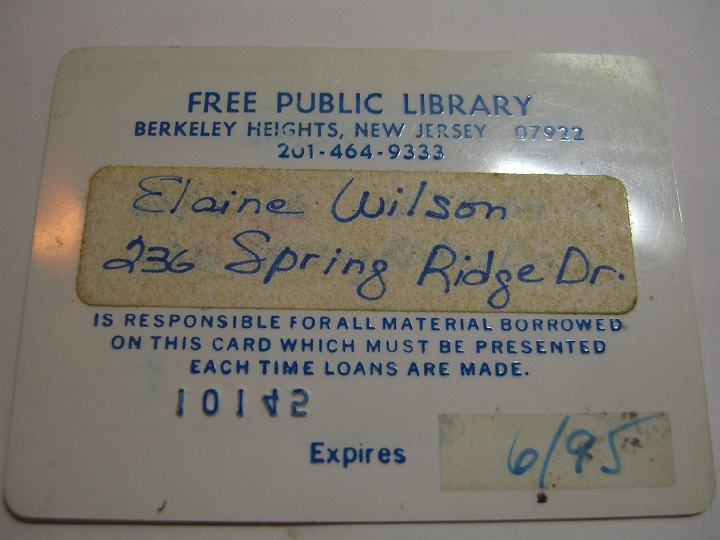 FREE PUBLIC LIBRARY
BERKELEY HEIGHTS, NEW JERSEY 07922
201-464-9333
Elaine Wilson
236 Spring Ridge Dr.
IS RESPONSIBLE FOR ALL MATERIAL BORROWED
ON THIS CARD WHICH MUST BE PRESENTED
EACH TIME LOANS ARE MADE.
10145
Expires 6/95